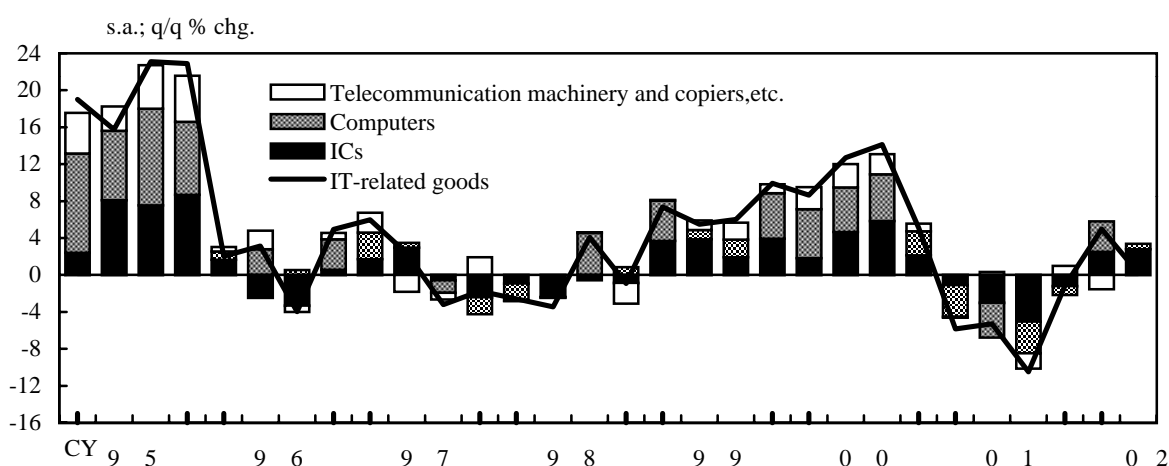 s.a.; q/q % chg.
24
20
16
12
8
4
0
-4
-8
-12
-16
Telecommunication machinery and copiers,etc.
Computers
ICs
IT-related goods
CY 9 5 9 6 9 7 9 8 9 9 0 0 0 1 0 2